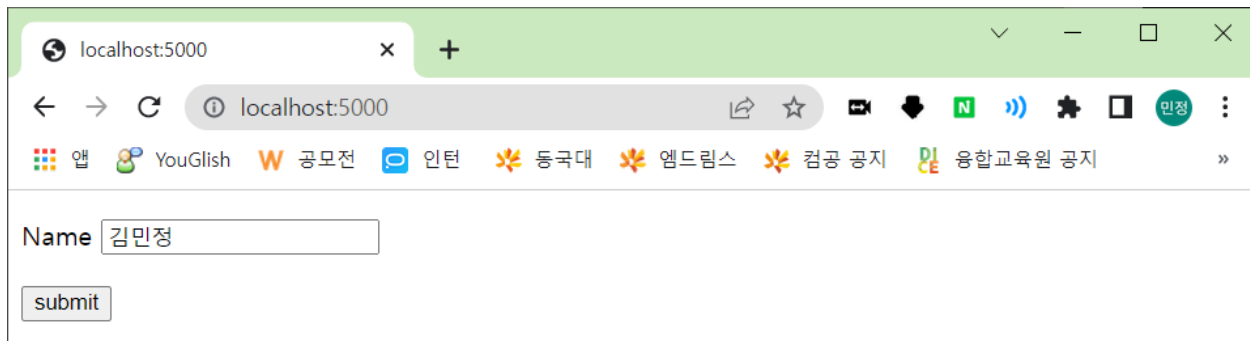 localhost:5000
localhost:5000 N 민정
앱 YouGlish W 공모전 인턴 동국대 엠드림스 컴공 공지 DICE 융합교육원 공지 »
Name 김민정
submit